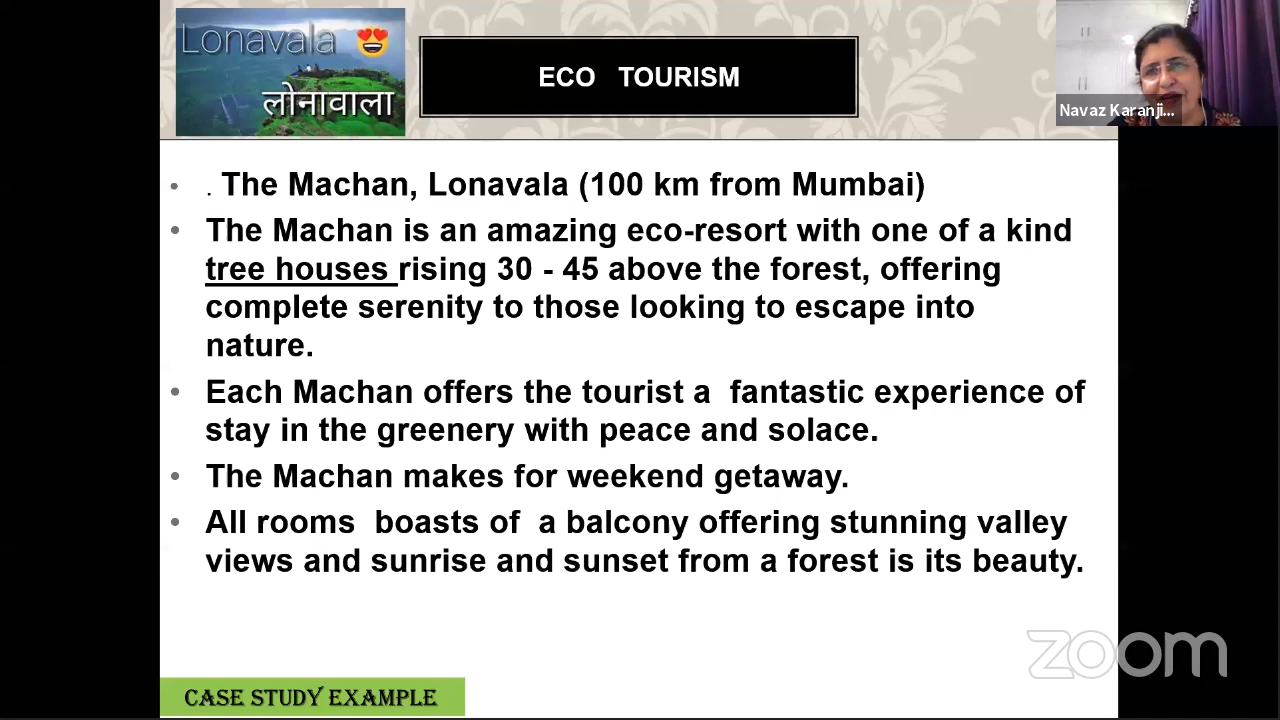 Lonavala 😍
लोनावाला
ECO TOURISM
Navaz Karanji...
. The Machan, Lonavala (100 km from Mumbai)
The Machan is an amazing eco-resort with one of a kind
tree houses rising 30 - 45 above the forest, offering
complete serenity to those looking to escape into
nature.
Each Machan offers the tourist a fantastic experience of
stay in the greenery with peace and solace.
The Machan makes for weekend getaway.
All rooms boasts of a balcony offering stunning valley
views and sunrise and sunset from a forest is its beauty.
zoom
CASE STUDY EXAMPLE